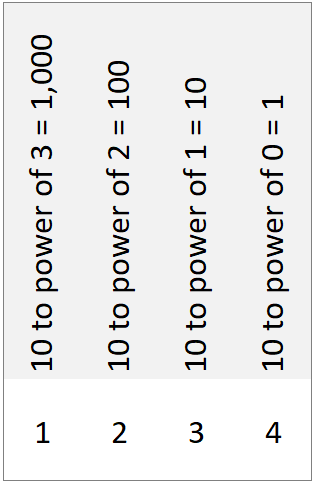 10 to power of 3 = 1,000
10 to power of 2 = 100
10 to power of 1 = 10
10 to power of 0 = 1
1 2 3 4